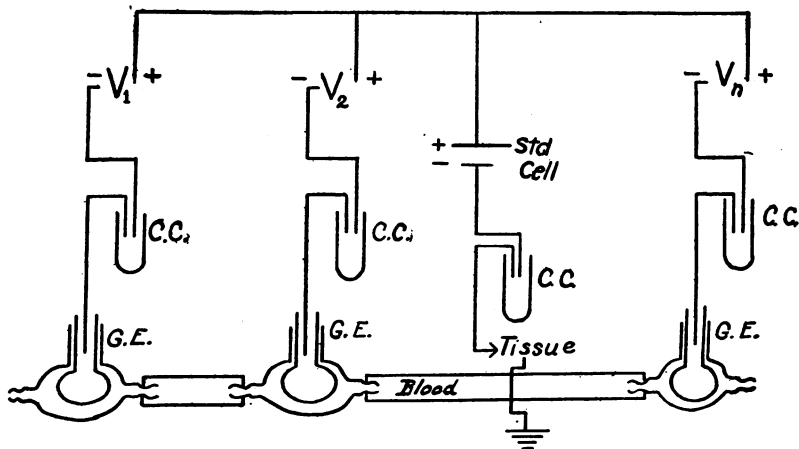 - V1 +
- V2 +
- Vn +
+ Std
- Cell
C.C.
C.C.
C.C.
C.C.
G.E.
G.E.
G.E.
Tissue
Blood